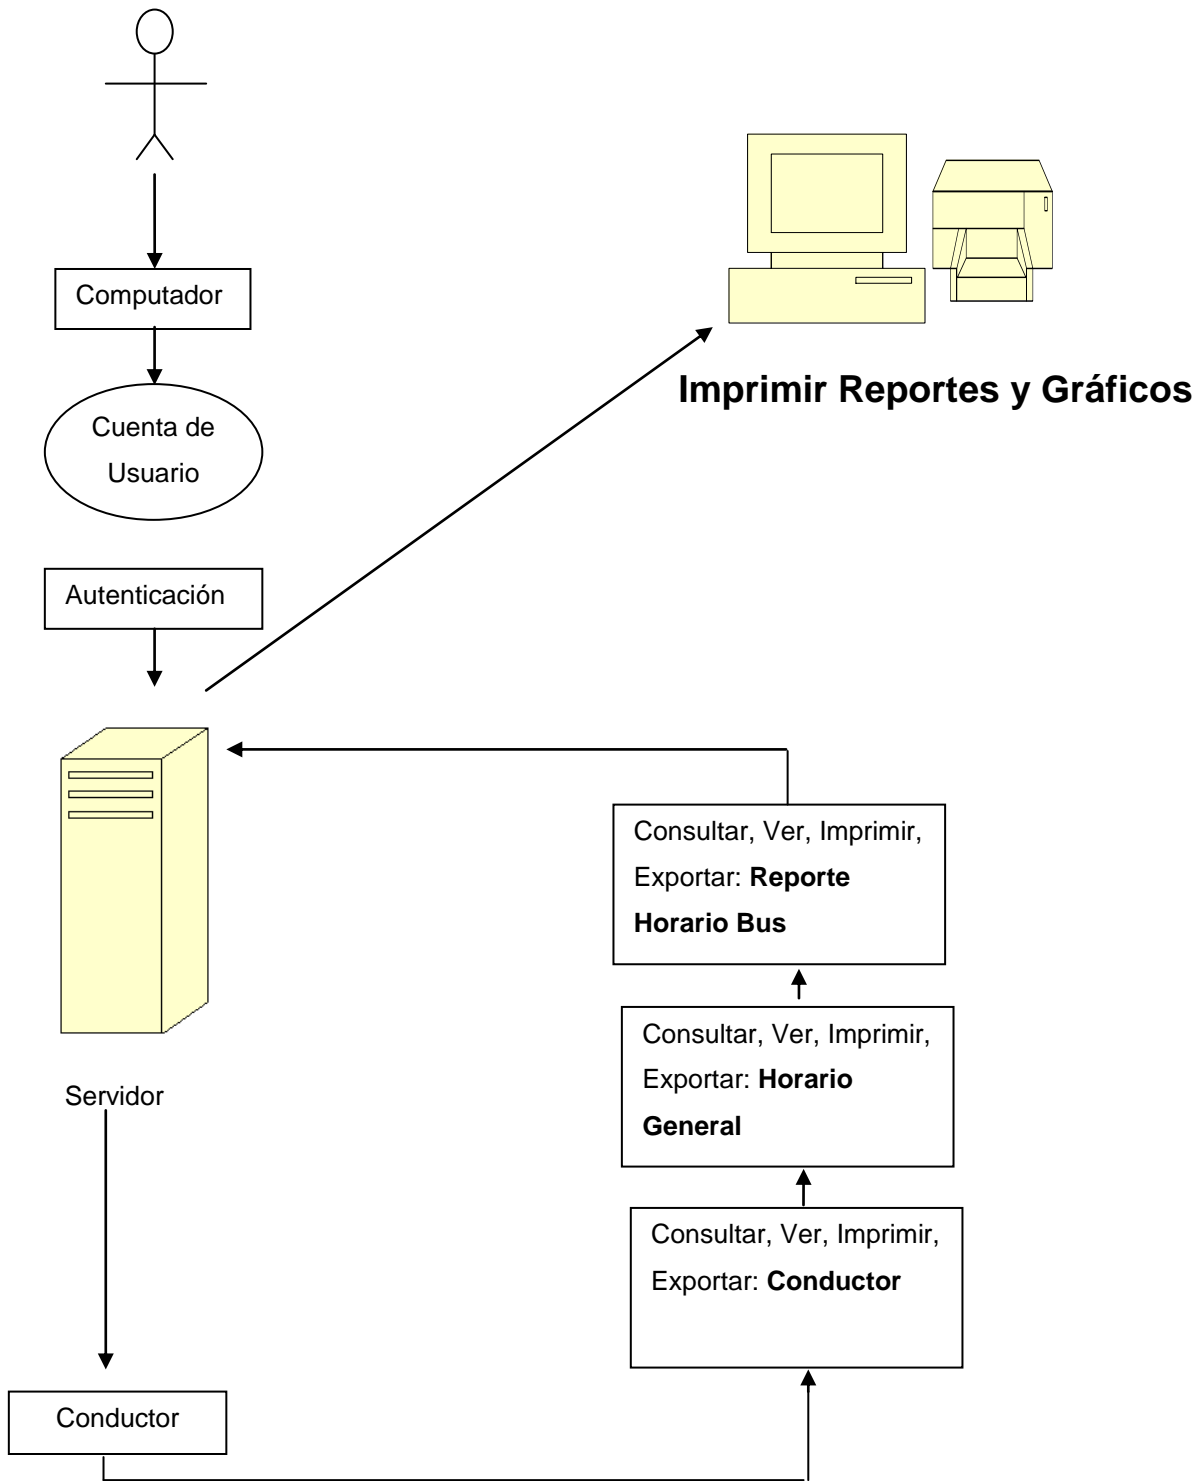 Computador
Imprimir Reportes y Gráficos
Cuenta de
Usuario
Autenticación
Consultar, Ver, Imprimir,
Exportar: Reporte
Horario Bus
Consultar, Ver, Imprimir,
Exportar: Horario
General
Servidor
Consultar, Ver, Imprimir,
Exportar: Conductor
Conductor